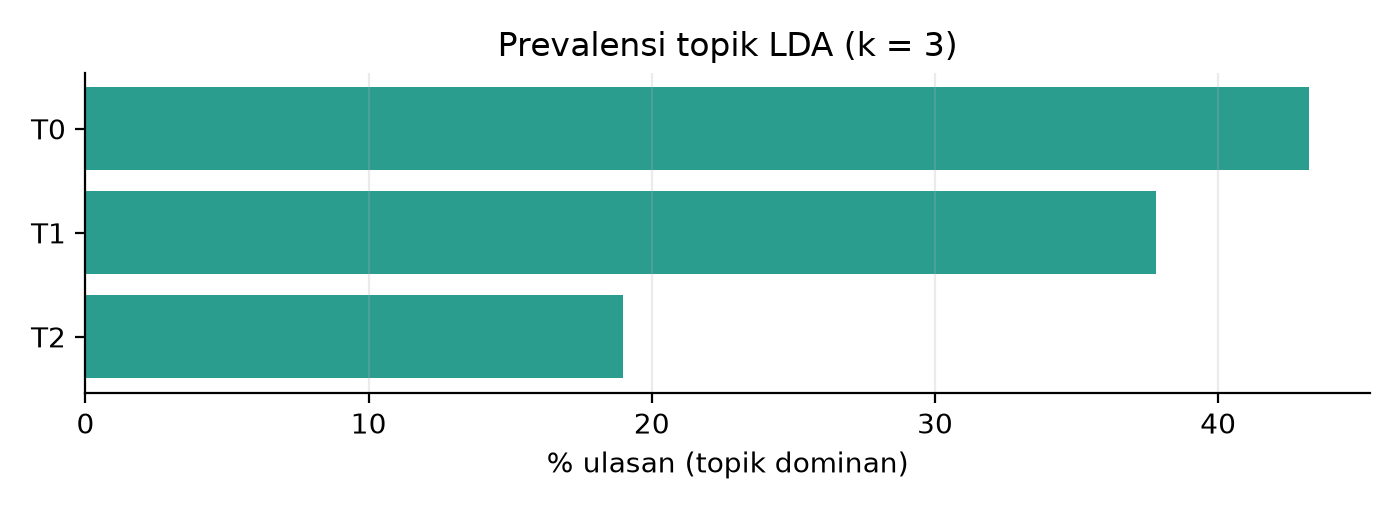 Prevalensi topik LDA (k = 3)
T0
T1
T2
0 10 20 30 40
% ulasan (topik dominan)